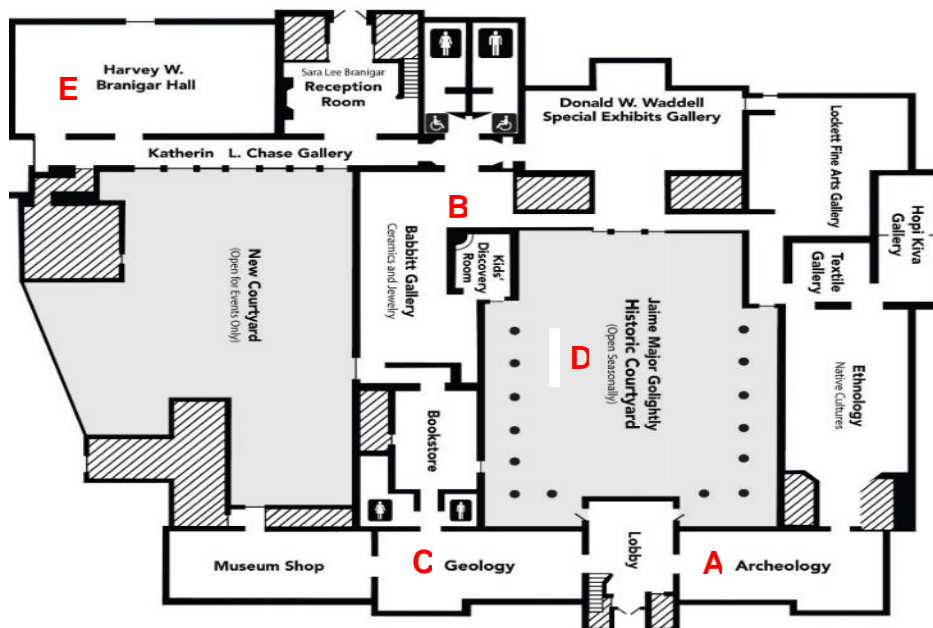 E
Harvey W.
Branigar Hall
Sara Lee Branigar
Reception
Room
Donald W. Waddell
Special Exhibits Gallery
Lockett Fine Arts Gallery
Katherin L. Chase Gallery
B
Hopi Kiva
Gallery
Babbitt Gallery
Ceramics and Jewelry
Kids'
Discovery
Room
Textile
Gallery
New Courtyard
(Open for Events Only)
D
Jaime Major Golightly
Historic Courtyard
(Open Seasonally)
Ethnology
Native Cultures
Bookstore
Museum Shop
C
Geology
Lobby
A
Archeology